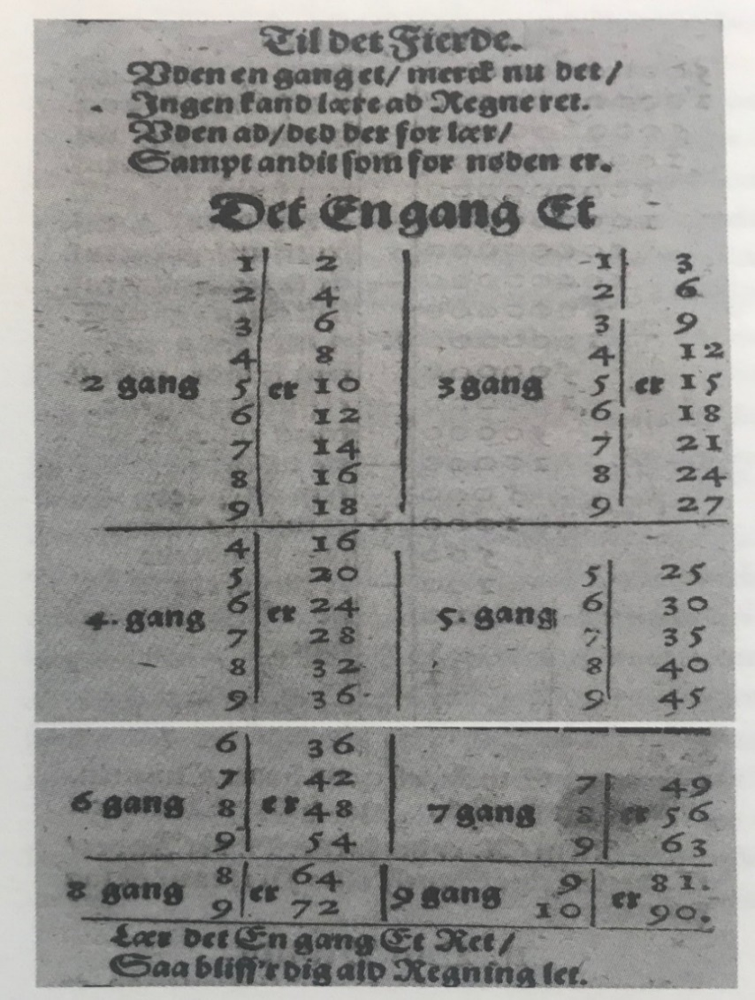 Til det Fierde.
Vden en gang et/ merck nu det/
Ingen kand lære ad Regne ret.
Vden ad/ded der for lær/
Sampt andit som for nøden er.
Det En gang Et
1 2 1 3
2 4 2 6
3 6 3 9
4 8 4 12
2 gang 5 er 10 3 gang 5 er 15
6 12 6 18
7 14 7 21
8 16 8 24
9 18 9 27
4 16
5 20 5 25
4. gang 6 er 24 5. gang 6 30
7 28 7 35
8 32 8 40
9 36 9 45
6 36
7 42 7 49
6 gang 8 er 48 7 gang 8 er 56
9 54 9 63
8 gang 8 er 64 9 gang 9 er 81.
9 72 10 90.
Lær det En gang Et Ret/
Saa bliff'r dig ald Regning let.